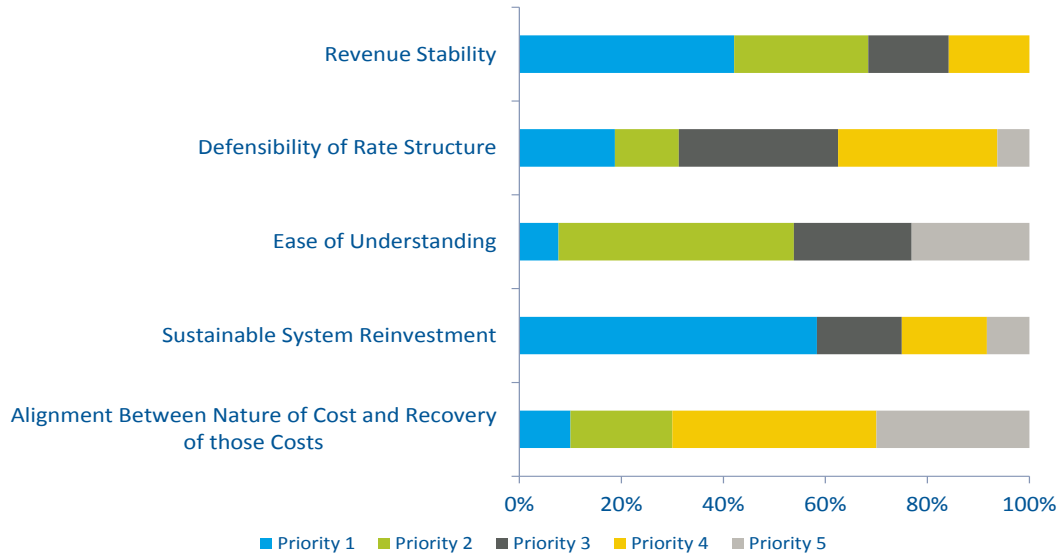 Revenue Stability
Defensibility of Rate Structure
Ease of Understanding
Sustainable System Reinvestment
Alignment Between Nature of Cost and Recovery
of those Costs
0% 20% 40% 60% 80% 100%
Priority 1 Priority 2 Priority 3 Priority 4 Priority 5